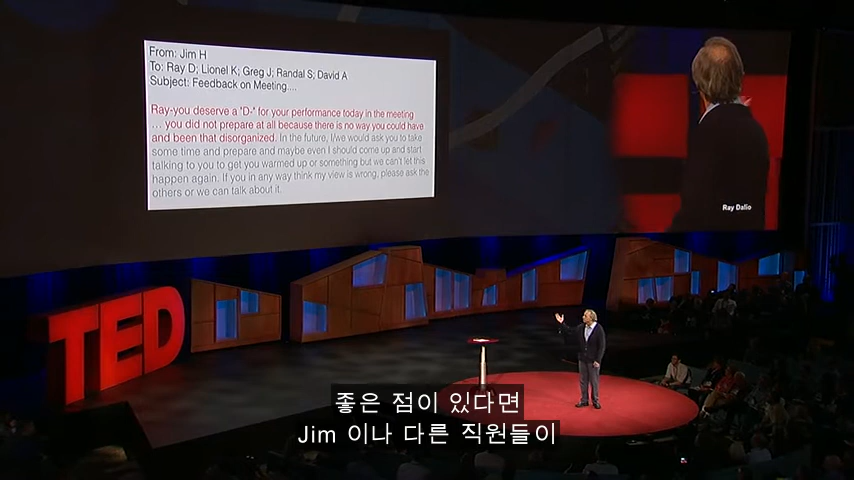 From: Jim H
To: Ray D; Lionel K; Greg J; Randal S; David A
Subject: Feedback on Meeting....
Ray-you deserve a "D-" for your performance today in the meeting
… you did not prepare at all because there is no way you could have
and been that disorganized. In the future, I/we would ask you to take
some time and prepare and maybe even I should come up and start
talking to you to get you warmed up or something but we can't let this
happen again. If you in any way think my view is wrong, please ask the
others or we can talk about it.
Ray Dalio
TED
좋은 점이 있다면
Jim 이나 다른 직원들이